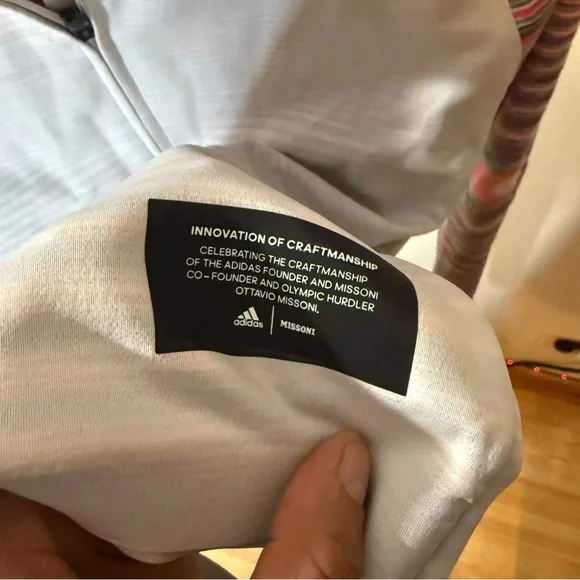 INNOVATION OF CRAFTMANSHIP
CELEBRATING THE CRAFTMANSHIP
OF THE ADIDAS FOUNDER AND MISSONI
CO-FOUNDER AND OLYMPIC HURDLER
OTTAVIO MISSONI.
adidas | MISSONI